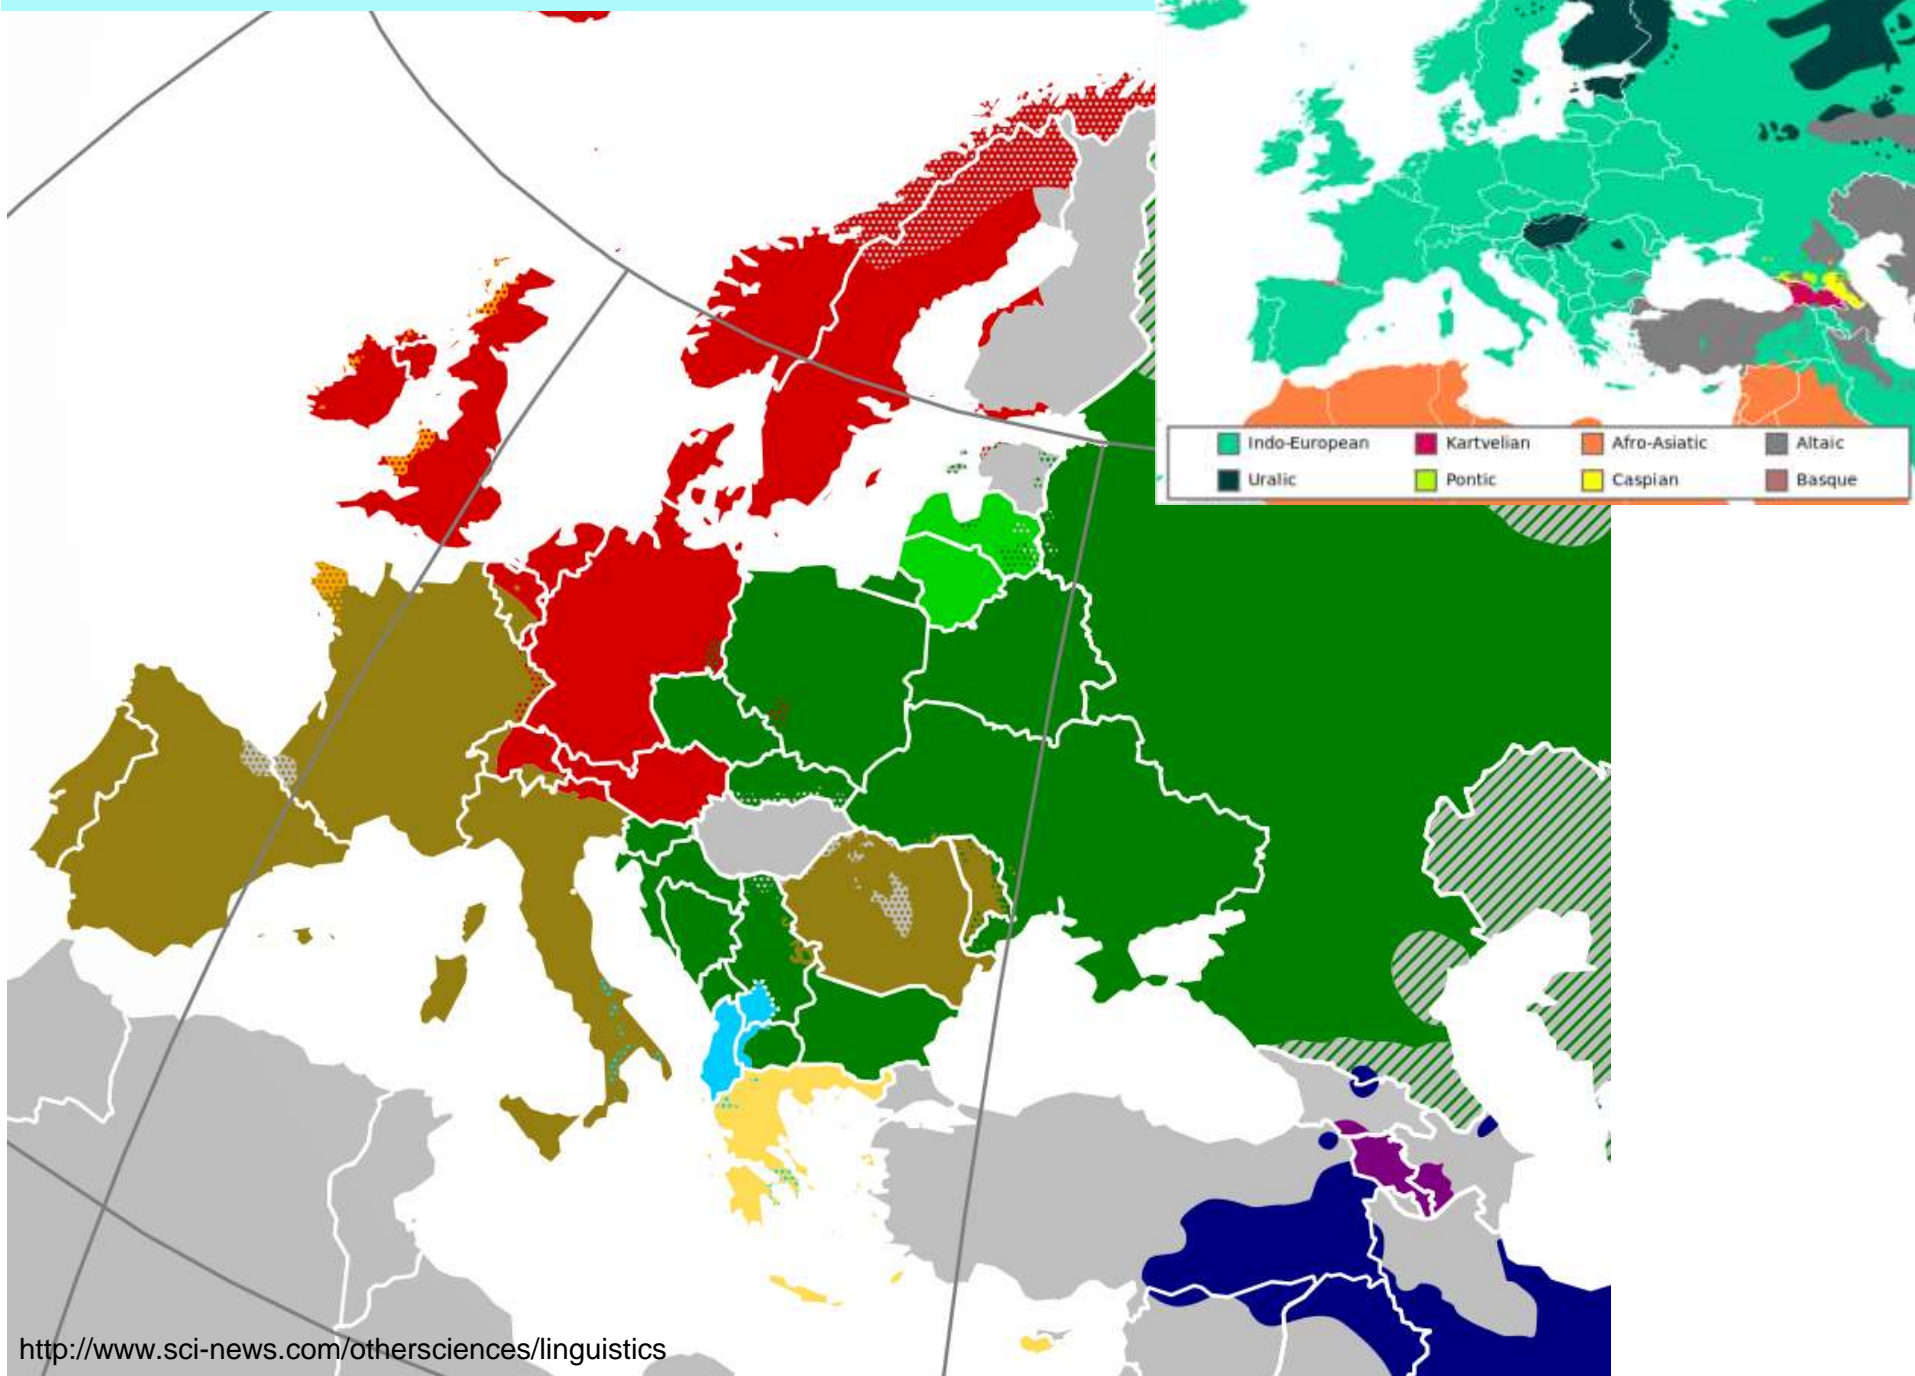 Indo-European Kartvelian Afro-Asiatic Altaic
Uralic Pontic Caspian Basque
http://www.sci-news.com/othersciences/linguistics